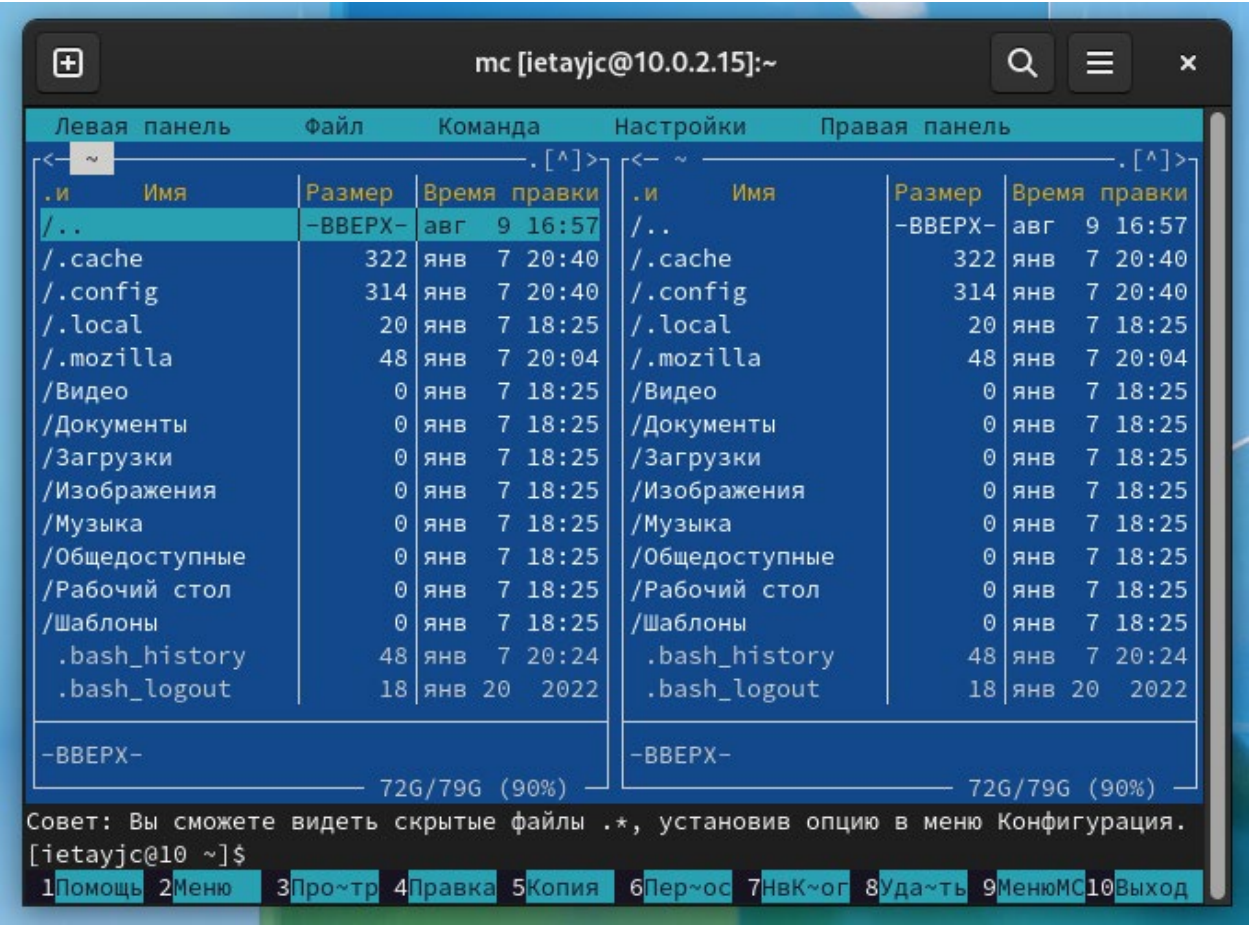 mc [ietayjc@10.0.2.15]:~
Левая панель Файл Команда Настройки Правая панель
<— ~ .[^]> <— ~ .[^]>
.и Имя Размер Время правки .и Имя Размер Время правки
/.. -ВВЕРХ- авг 9 16:57 /.. -ВВЕРХ- авг 9 16:57
/.cache 322 янв 7 20:40 /.cache 322 янв 7 20:40
/.config 314 янв 7 20:40 /.config 314 янв 7 20:40
/.local 20 янв 7 18:25 /.local 20 янв 7 18:25
/.mozilla 48 янв 7 20:04 /.mozilla 48 янв 7 20:04
/Видео 0 янв 7 18:25 /Видео 0 янв 7 18:25
/Документы 0 янв 7 18:25 /Документы 0 янв 7 18:25
/Загрузки 0 янв 7 18:25 /Загрузки 0 янв 7 18:25
/Изображения 0 янв 7 18:25 /Изображения 0 янв 7 18:25
/Музыка 0 янв 7 18:25 /Музыка 0 янв 7 18:25
/Общедоступные 0 янв 7 18:25 /Общедоступные 0 янв 7 18:25
/Рабочий стол 0 янв 7 18:25 /Рабочий стол 0 янв 7 18:25
/Шаблоны 0 янв 7 18:25 /Шаблоны 0 янв 7 18:25
.bash_history 48 янв 7 20:24 .bash_history 48 янв 7 20:24
.bash_logout 18 янв 20 2022 .bash_logout 18 янв 20 2022
-ВВЕРХ- -ВВЕРХ-
72G/79G (90%) 72G/79G (90%)
Совет: Вы сможете видеть скрытые файлы .*, установив опцию в меню Конфигурация.
[ietayjc@10 ~]$
1Помощь 2Меню 3Про~тр 4Правка 5Копия 6Пер~ос 7НвК~ог 8Уда~ть 9МенюМС10Выход